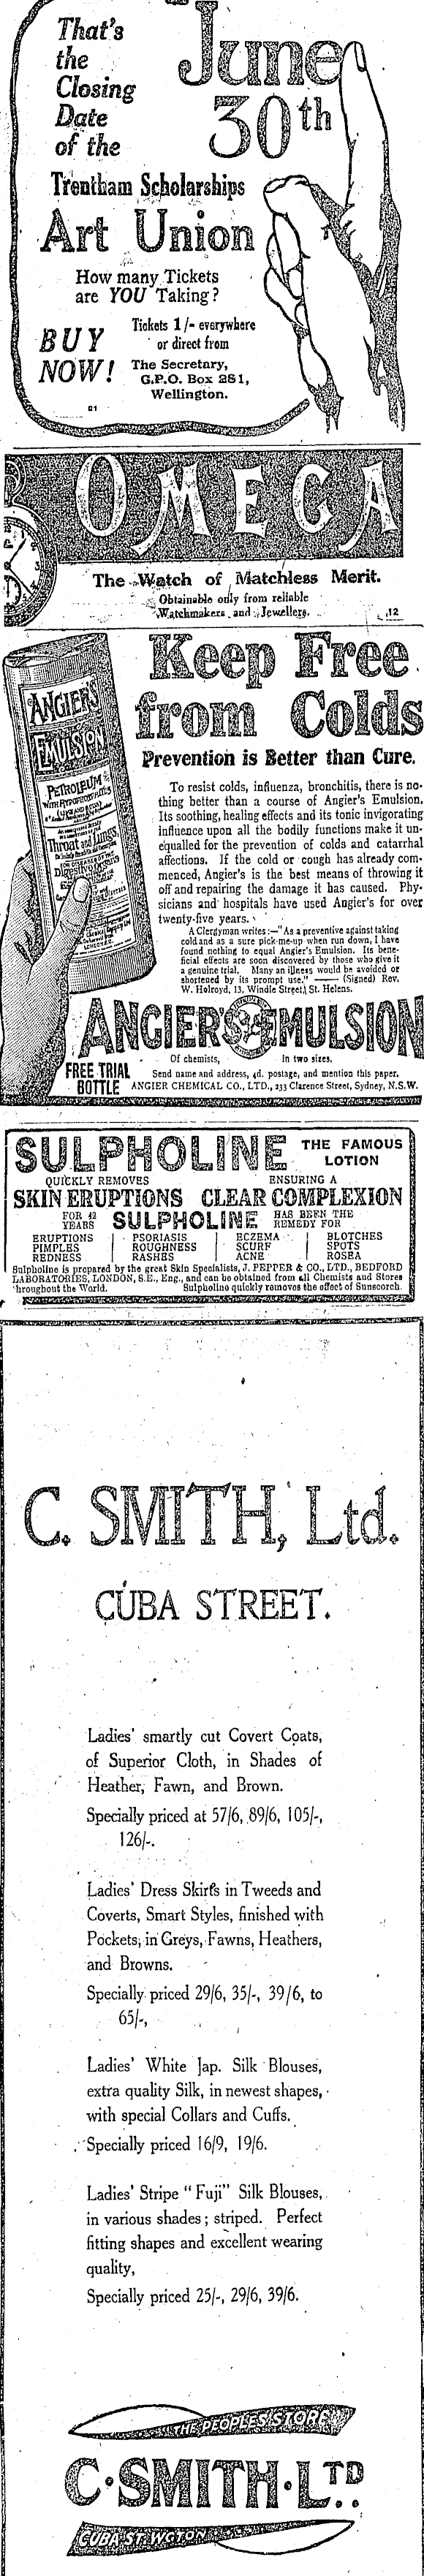 That's
the
Closing
Date
of the
June
30th
Trentham Scholarships
Art Union
How many Tickets
are YOU Taking?
BUY
NOW!
Tickets 1/- everywhere
or direct from
The Secretary,
G.P.O. Box 281,
Wellington.
OMEGA
The Watch of Matchless Merit.
Obtainable only from reliable
Watchmakers and Jewellers.
12
Keep Free
from Colds
Prevention is Better than Cure.
ANGIER'S
EMULSION
PETROLEUM
Throat and Lungs
To resist colds, influenza, bronchitis, there is no-
thing better than a course of Angier's Emulsion.
Its soothing, healing effects and its tonic invigorating
influence upon all the bodily functions make it un-
equalled for the prevention of colds and catarrhal
affections. If the cold or cough has already com-
menced, Angier's is the best means of throwing it
off and repairing the damage it has caused. Phy-
sicians and hospitals have used Angier's for over
twenty-five years.
A Clergyman writes:—"As a preventive against taking
cold and as a sure pick-me-up when run down, I have
found nothing to equal Angier's Emulsion. Its bene-
ficial effects are soon discovered by those who give it
a genuine trial. Many an illness would be avoided or
shortened by its prompt use." —— (Signed) Rev.
W. Holroyd, 13, Windle Street, St. Helens.
ANGIER'S EMULSION
Of chemists, in two sizes.
FREE TRIAL
BOTTLE
Send name and address, 4d. postage, and mention this paper.
ANGIER CHEMICAL CO., LTD., 233 Clarence Street, Sydney, N.S.W.
SULPHOLINE THE FAMOUS
LOTION
QUICKLY REMOVES ENSURING A
SKIN ERUPTIONS CLEAR COMPLEXION
FOR 42
YEARS SULPHOLINE HAS BEEN THE
REMEDY FOR
ERUPTIONS PSORIASIS ECZEMA BLOTCHES
PIMPLES ROUGHNESS SCURF SPOTS
REDNESS RASHES ACNE ROSEA
Sulpholine is prepared by the great Skin Specialists, J. PEPPER & CO., LTD., BEDFORD
LABORATORIES, LONDON, S.E., Eng., and can be obtained from all Chemists and Stores
throughout the World. Sulpholine quickly removes the effect of Sunscorch.
C. SMITH, Ltd.
CUBA STREET.
Ladies' smartly cut Covert Coats,
of Superior Cloth, in Shades of
Heather, Fawn, and Brown.
Specially priced at 57/6, 89/6, 105/-,
126/-.
Ladies' Dress Skirts in Tweeds and
Coverts, Smart Styles, finished with
Pockets, in Greys, Fawns, Heathers,
and Browns.
Specially priced 29/6, 35/-, 39/6, to
65/-,
Ladies' White Jap. Silk Blouses,
extra quality Silk, in newest shapes,
with special Collars and Cuffs.
Specially priced 16/9, 19/6.
Ladies' Stripe "Fuji" Silk Blouses,
in various shades; striped. Perfect
fitting shapes and excellent wearing
quality,
Specially priced 25/-, 29/6, 39/6.
THE PEOPLES STORE
C·SMITH·LTD
CUBA ST. WGTON